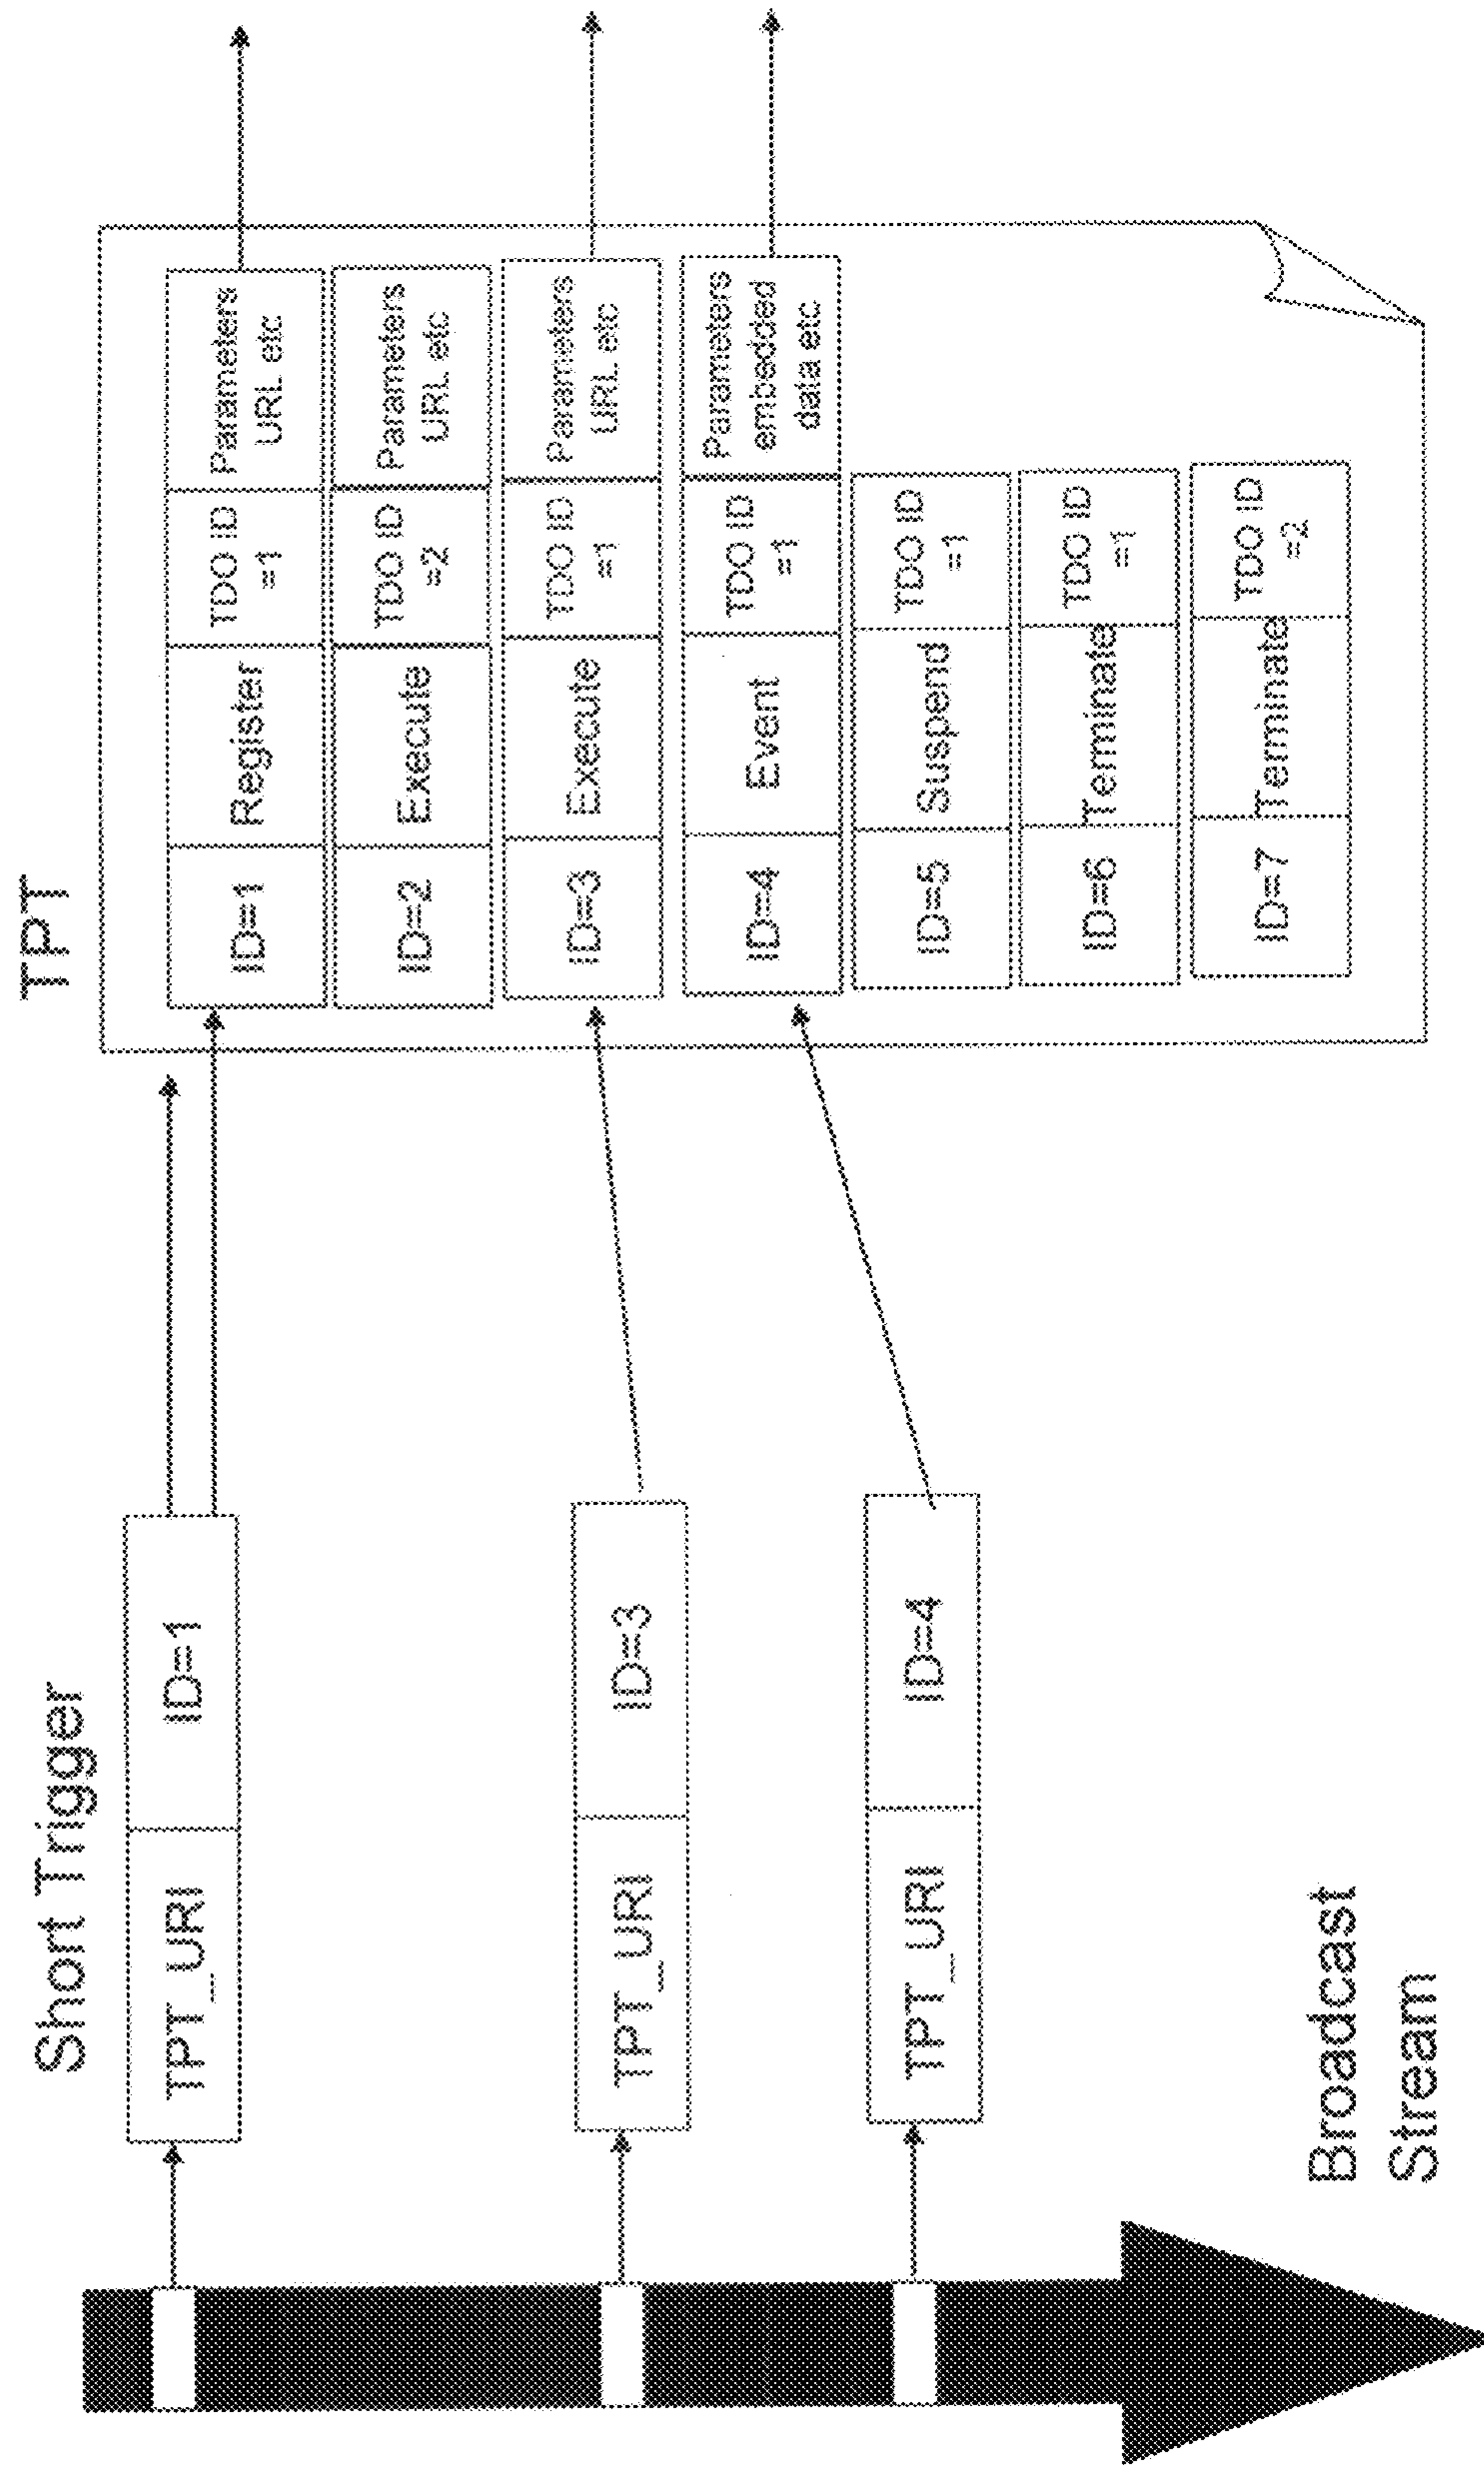 Short Trigger
TPT
TPT_URI
ID=1
TPT_URI
ID=3
TPT_URI
ID=4
Broadcast
Stream
ID=1
Register
TDO ID
=1
Parameters
URL etc
ID=2
Execute
TDO ID
=2
Parameters
URL etc
ID=3
Execute
TDO ID
=1
Parameters
URL etc
ID=4
Event
TDO ID
=1
Parameters
embedded
data etc
ID=5
Suspend
TDO ID
=1
ID=6
Terminate
TDO ID
=1
ID=7
Terminate
TDO ID
=2